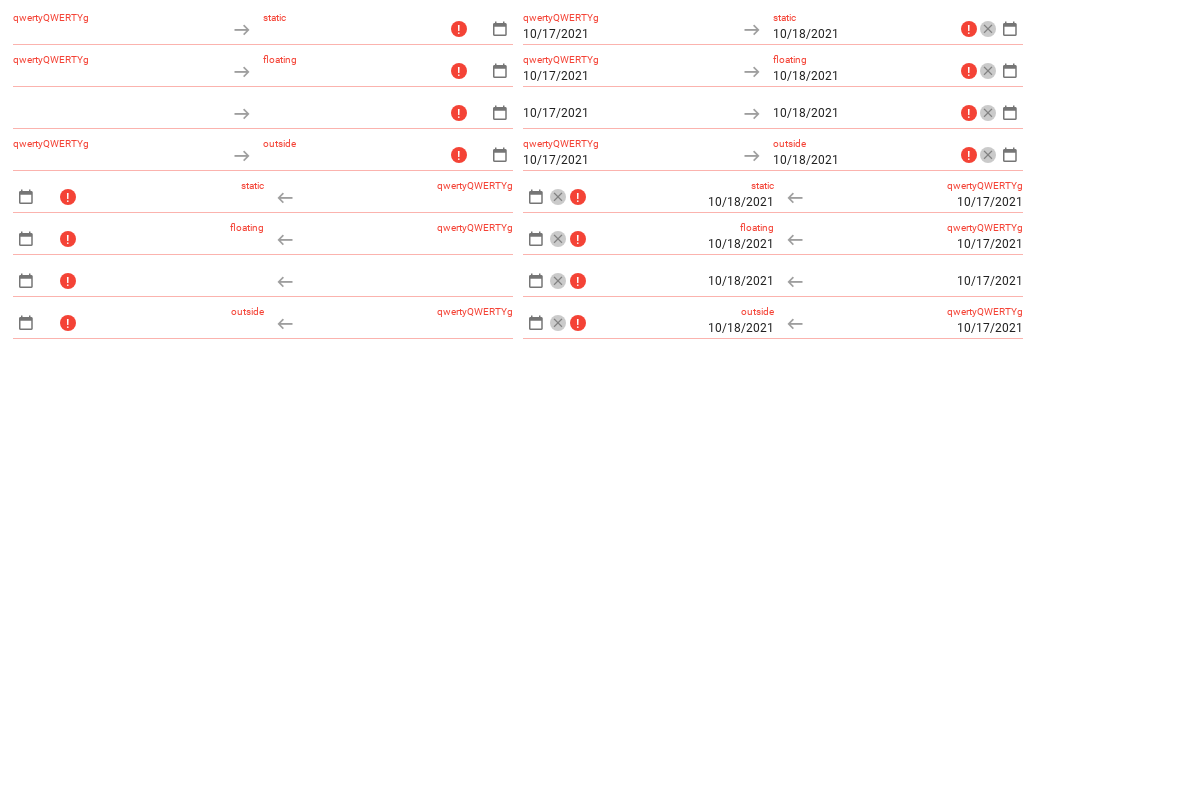 qwertyQWERTYg static qwertyQWERTYg static
10/17/2021 10/18/2021
qwertyQWERTYg floating qwertyQWERTYg floating
10/17/2021 10/18/2021
10/17/2021 10/18/2021
qwertyQWERTYg outside qwertyQWERTYg outside
10/17/2021 10/18/2021
static qwertyQWERTYg static qwertyQWERTYg
10/18/2021 10/17/2021
floating qwertyQWERTYg floating qwertyQWERTYg
10/18/2021 10/17/2021
10/18/2021 10/17/2021
outside qwertyQWERTYg outside qwertyQWERTYg
10/18/2021 10/17/2021